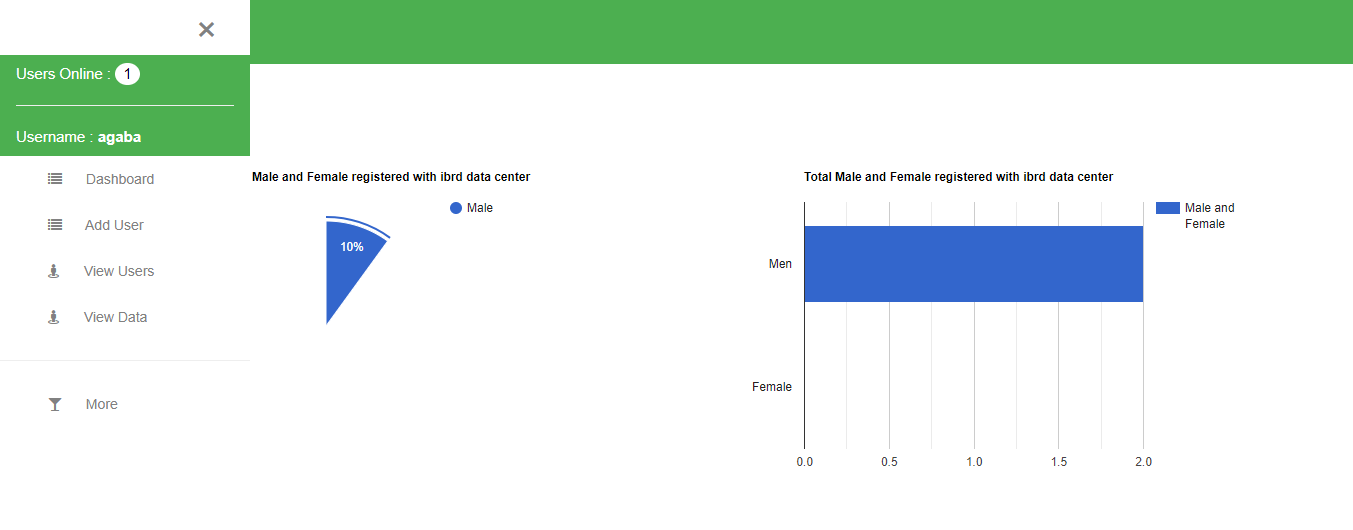 ×
Users Online : 1
Username : agaba
Dashboard
Add User
View Users
View Data
More
Male and Female registered with ibrd data center
Male
10%
Total Male and Female registered with ibrd data center
Male and
Female
Men
Female
0.0 0.5 1.0 1.5 2.0